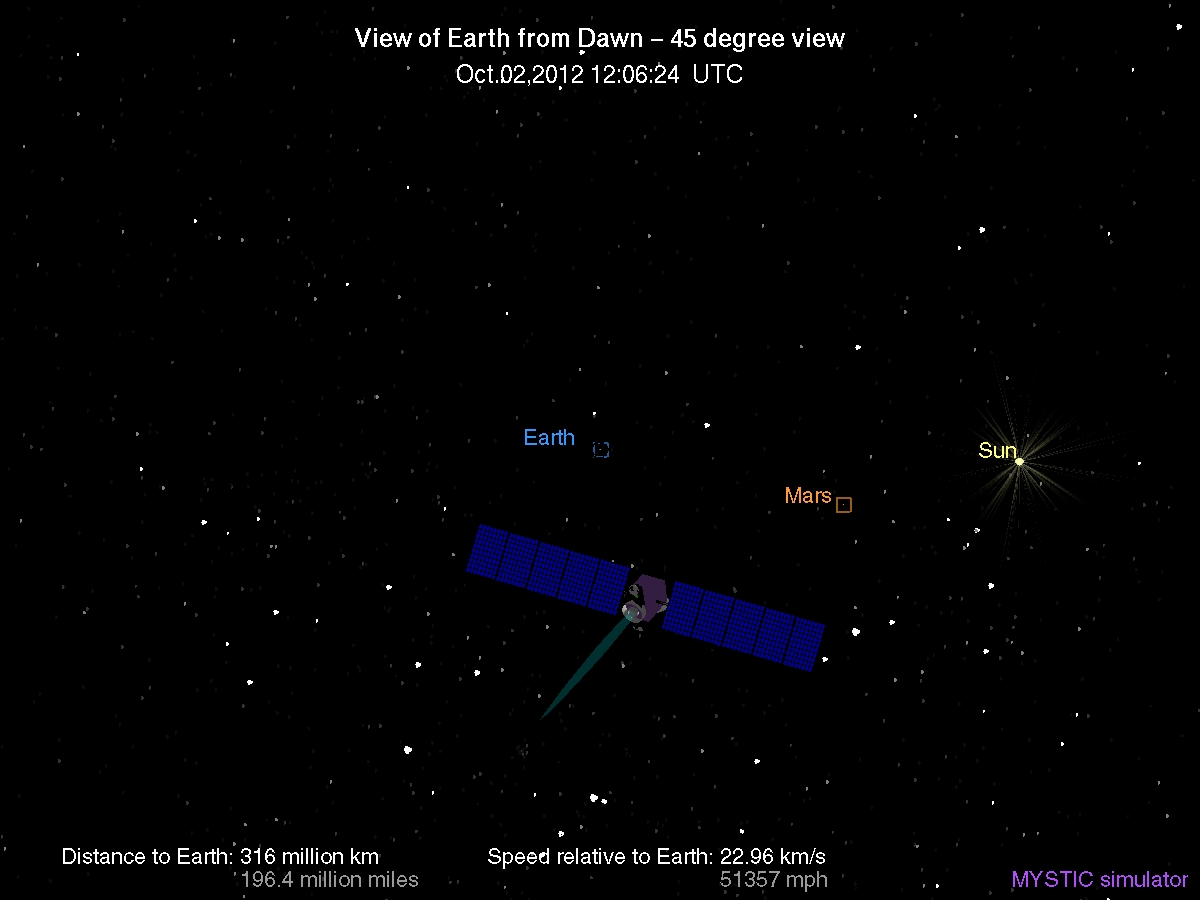 View of Earth from Dawn – 45 degree view
Oct.02,2012 12:06:24 UTC
Earth
Sun
Mars
Distance to Earth: 316 million km
196.4 million miles
Speed relative to Earth: 22.96 km/s
51357 mph
MYSTIC simulator